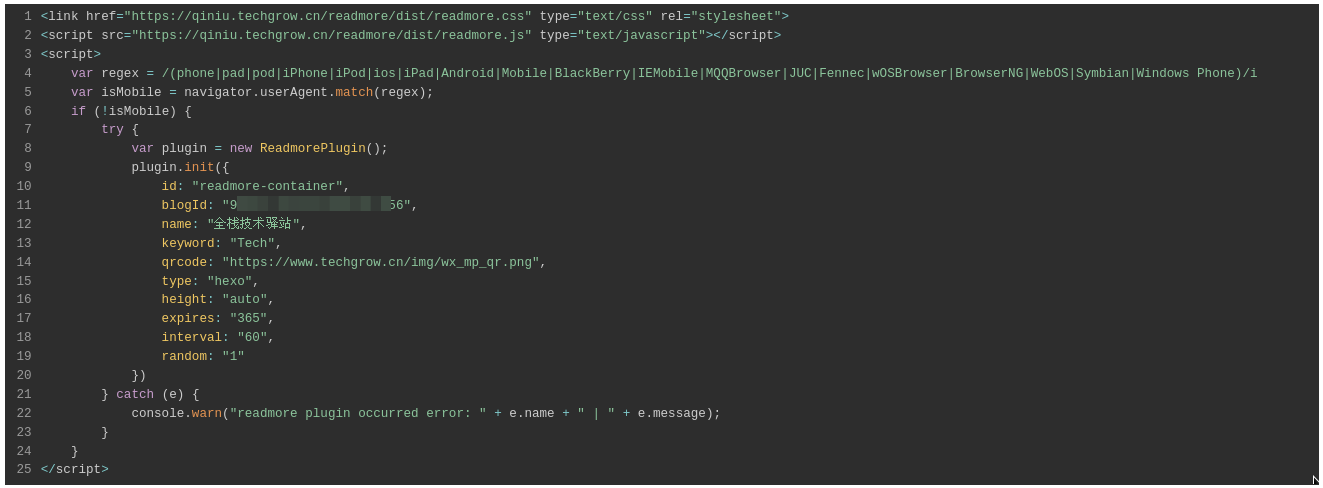 1 <link href="https://qiniu.techgrow.cn/readmore/dist/readmore.css" type="text/css" rel="stylesheet">
2 <script src="https://qiniu.techgrow.cn/readmore/dist/readmore.js" type="text/javascript"></script>
3 <script>
4     var regex = /(phone|pad|pod|iPhone|iPod|ios|iPad|Android|Mobile|BlackBerry|IEMobile|MQQBrowser|JUC|Fennec|wOSBrowser|BrowserNG|WebOS|Symbian|Windows Phone)/i
5     var isMobile = navigator.userAgent.match(regex);
6     if (!isMobile) {
7         try {
8             var plugin = new ReadmorePlugin();
9             plugin.init({
10                 id: "readmore-container",
11                 blogId: "9 56",
12                 name: "全栈技术驿站",
13                 keyword: "Tech",
14                 qrcode: "https://www.techgrow.cn/img/wx_mp_qr.png",
15                 type: "hexo",
16                 height: "auto",
17                 expires: "365",
18                 interval: "60",
19                 random: "1"
20             })
21         } catch (e) {
22             console.warn("readmore plugin occurred error: " + e.name + " | " + e.message);
23         }
24     }
25 </script>